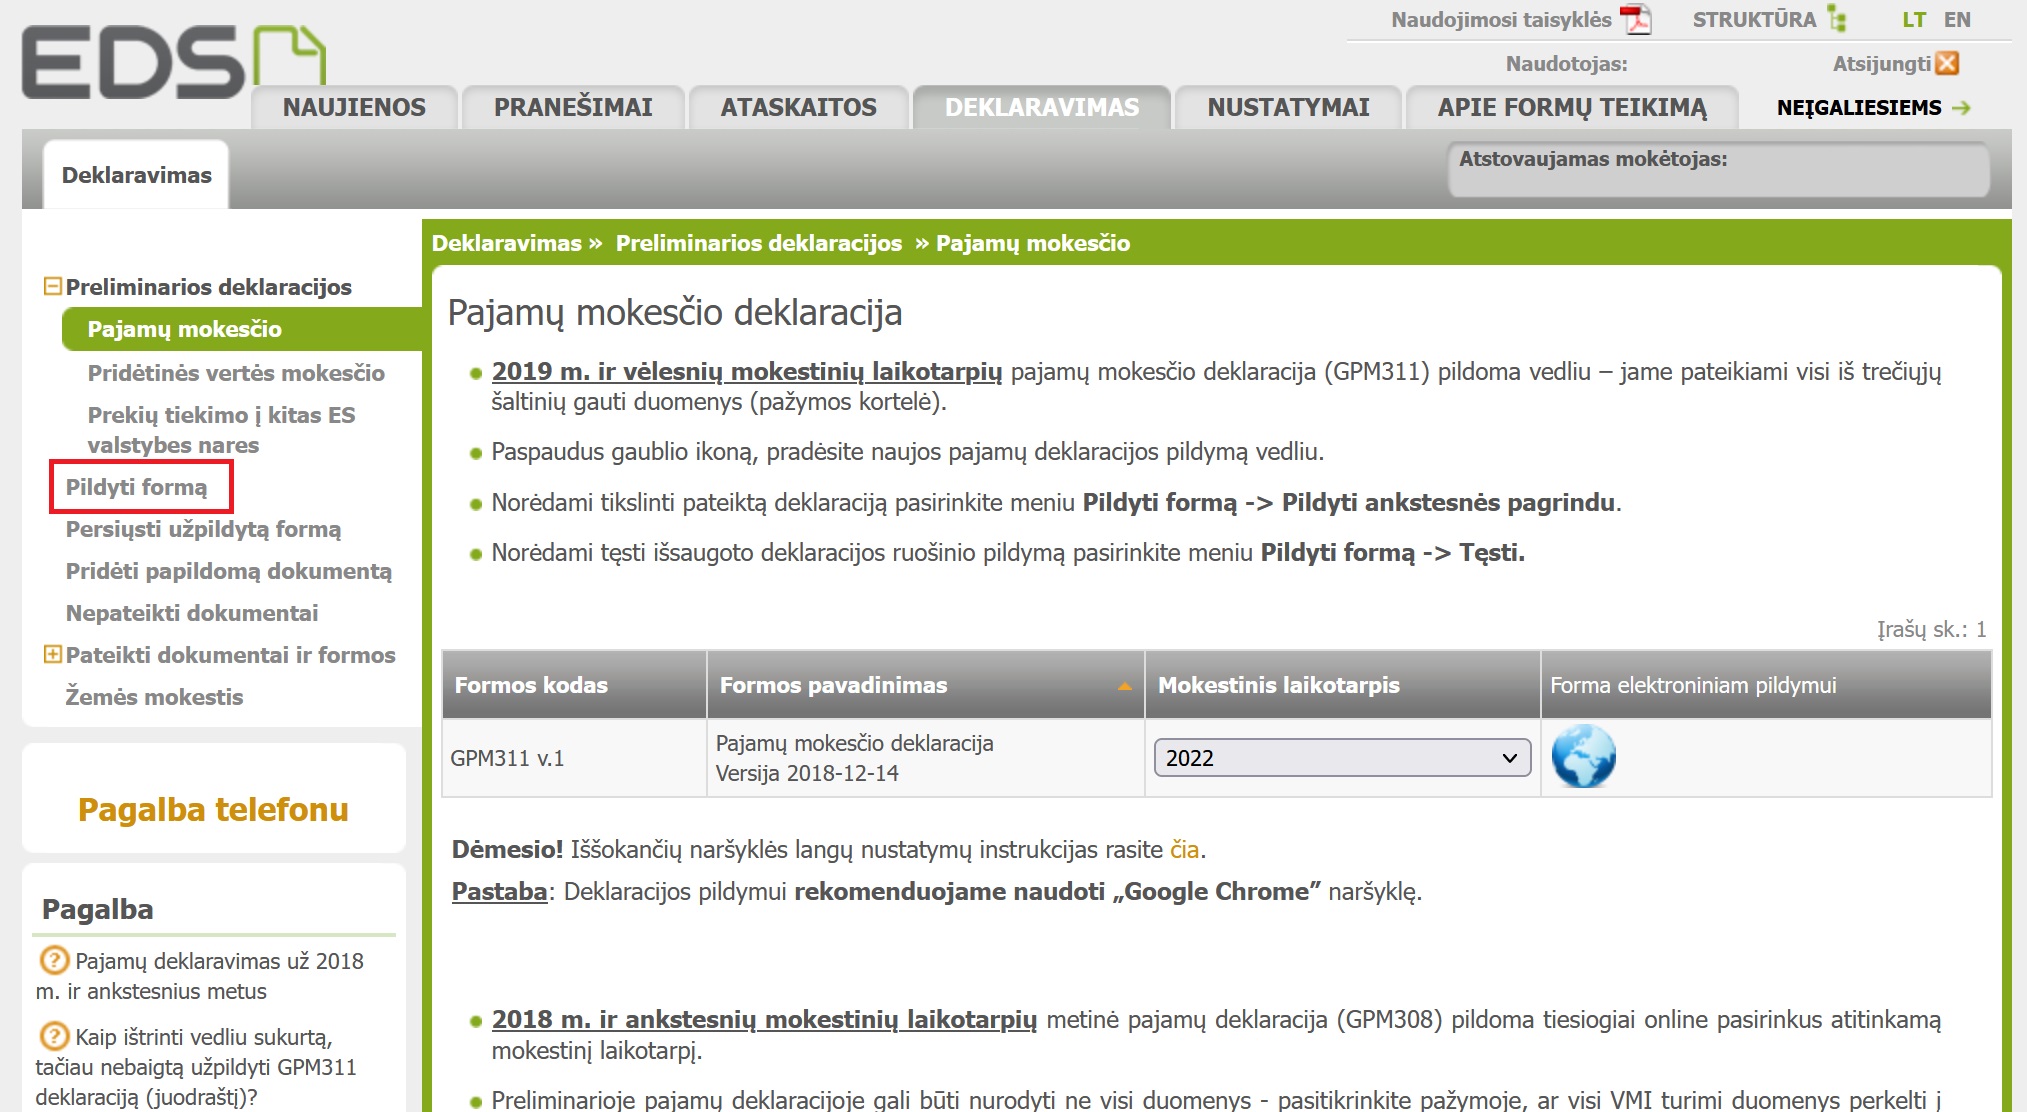 EDS
Naudojimosi taisyklės
STRUKTŪRA
LT EN
Naudotojas:
Atsijungti
NAUJIENOS
PRANEŠIMAI
ATASKAITOS
DEKLARAVIMAS
NUSTATYMAI
APIE FORMŲ TEIKIMĄ
NEĮGALIESIEMS
Deklaravimas
Atstovaujamas mokėtojas:
Preliminarios deklaracijos
Pajamų mokesčio
Pridėtinės vertės mokesčio
Prekių tiekimo į kitas ES
valstybes nares
Pildyti formą
Persiųsti užpildytą formą
Pridėti papildomą dokumentą
Nepateikti dokumentai
Pateikti dokumentai ir formos
Žemės mokestis
Pagalba telefonu
Pagalba
Pajamų deklaravimas už 2018
m. ir ankstesnius metus
Kaip ištrinti vedliu sukurtą,
tačiau nebaigtą užpildyti GPM311
deklaraciją (juodraštį)?
Deklaravimas » Preliminarios deklaracijos » Pajamų mokesčio
Pajamų mokesčio deklaracija
2019 m. ir vėlesnių mokestinių laikotarpių pajamų mokesčio deklaracija (GPM311) pildoma vedliu – jame pateikiami visi iš trečiųjų
šaltinių gauti duomenys (pažymos kortelė).
Paspaudus gaublio ikoną, pradėsite naujos pajamų deklaracijos pildymą vedliu.
Norėdami tikslinti pateiktą deklaraciją pasirinkite meniu Pildyti formą -> Pildyti ankstesnės pagrindu.
Norėdami tęsti išsaugoto deklaracijos ruošinio pildymą pasirinkite meniu Pildyti formą -> Tęsti.
Įrašų sk.: 1
Formos kodas
Formos pavadinimas
Mokestinis laikotarpis
Forma elektroniniam pildymui
GPM311 v.1
Pajamų mokesčio deklaracija
Versija 2018-12-14
2022
Dėmesio! Iššokančių naršyklės langų nustatymų instrukcijas rasite čia.
Pastaba: Deklaracijos pildymui rekomenduojame naudoti „Google Chrome” naršyklę.
2018 m. ir ankstesnių mokestinių laikotarpių metinė pajamų deklaracija (GPM308) pildoma tiesiogiai online pasirinkus atitinkamą
mokestinį laikotarpį.
Preliminarioje pajamų deklaracijoje gali būti nurodyti ne visi duomenys - pasitikrinkite pažymoje, ar visi VMI turimi duomenys perkelti į